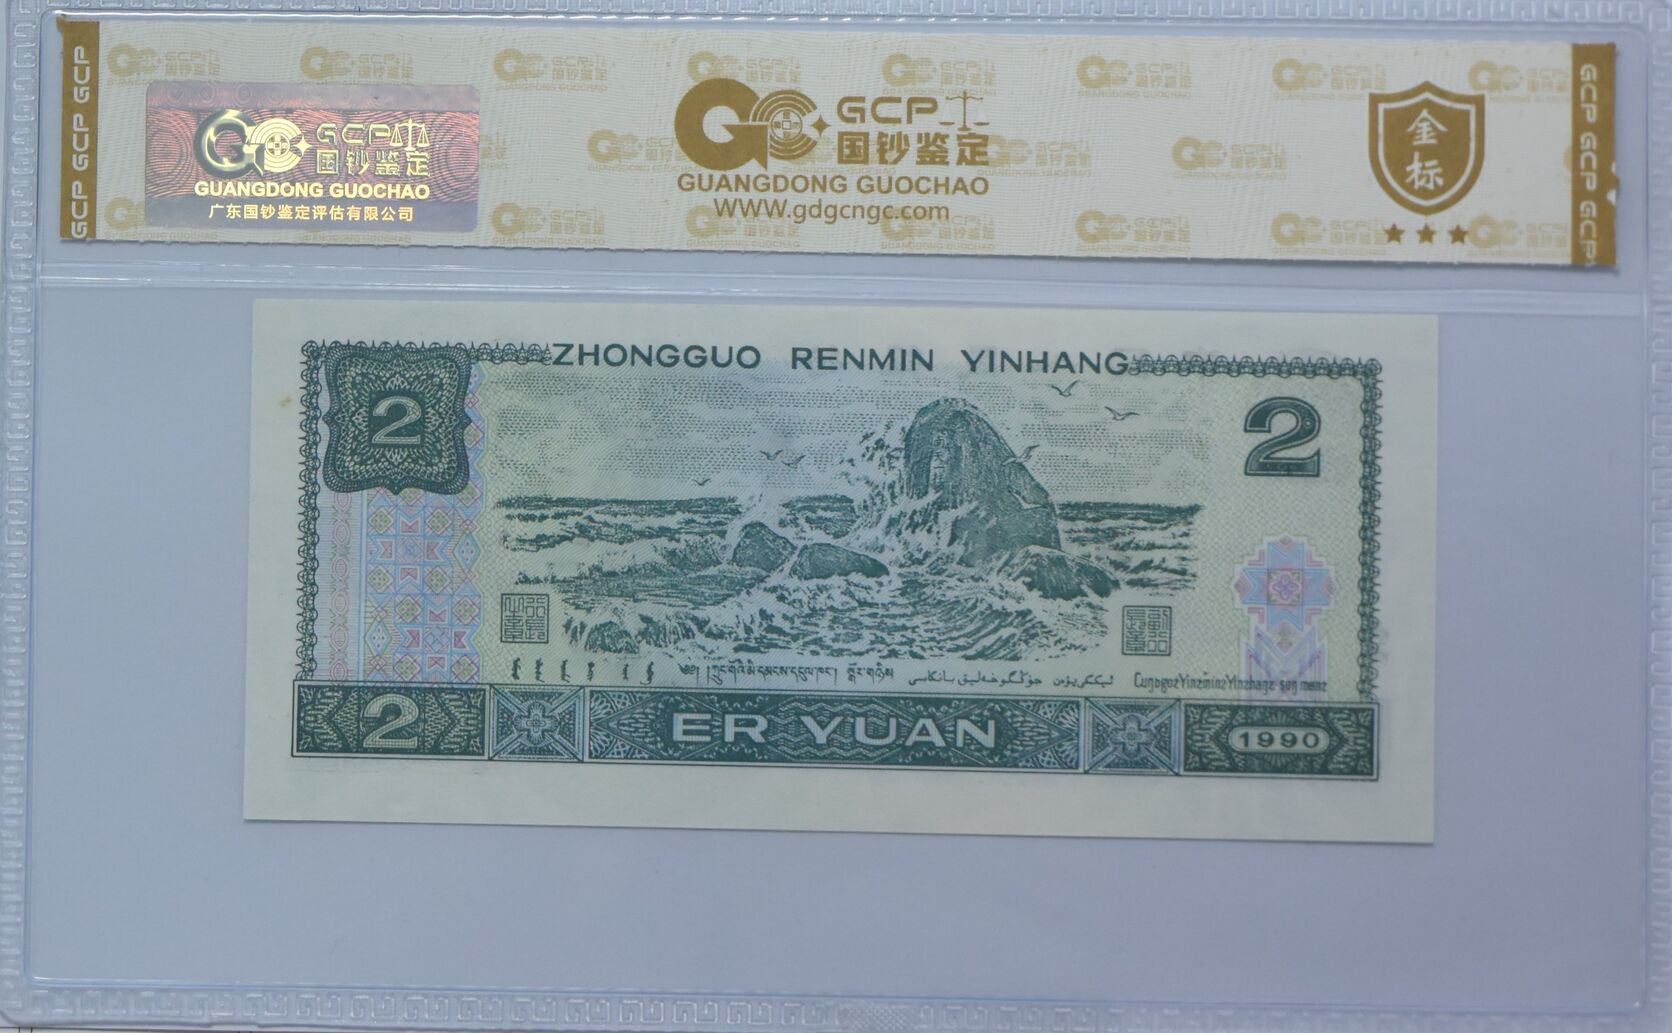 GCP GCP GCP
GCP
国钞鉴定
GUANGDONG GUOCHAO
广东国钞鉴定评估有限公司
GCP
国钞鉴定
GUANGDONG GUOCHAO
WWW.gdgcngc.com
金标
GCP GCP GCP
ZHONGGUO RENMIN YINHANG
2
2
2
ER YUAN
1990